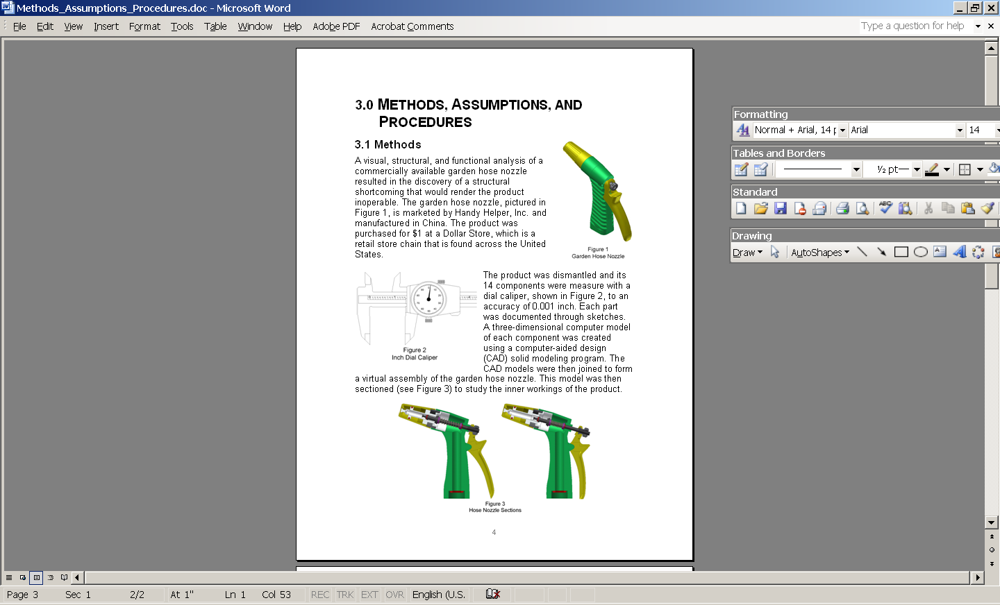 Methods_Assumptions_Procedures.doc - Microsoft Word
File Edit View Insert Format Tools Table Window Help Adobe PDF Acrobat Comments
Type a question for help
3.0 METHODS, ASSUMPTIONS, AND
PROCEDURES
3.1 Methods
A visual, structural, and functional analysis of a
commercially available garden hose nozzle
resulted in the discovery of a structural
shortcoming that would render the product
inoperable. The garden hose nozzle, pictured in
Figure 1, is marketed by Handy Helper, Inc. and
manufactured in China. The product was
purchased for $1 at a Dollar Store, which is a
retail store chain that is found across the United
States.
Figure 1
Garden Hose Nozzle
The product was dismantled and its
14 components were measure with a
dial caliper, shown in Figure 2, to an
accuracy of 0.001 inch. Each part
was documented through sketches.
A three-dimensional computer model
of each component was created
using a computer-aided design
(CAD) solid modeling program. The
CAD models were then joined to form
a virtual assembly of the garden hose nozzle. This model was then
sectioned (see Figure 3) to study the inner workings of the product.
Figure 2
Inch Dial Caliper
Figure 3
Hose Nozzle Sections
4
Formatting
Normal + Arial, 14 p Arial 14
Tables and Borders
½ pt
Standard
ABC
Drawing
Draw AutoShapes
Page 3 Sec 1 2/2 At 1" Ln 1 Col 53 REC TRK EXT OVR English (U.S.